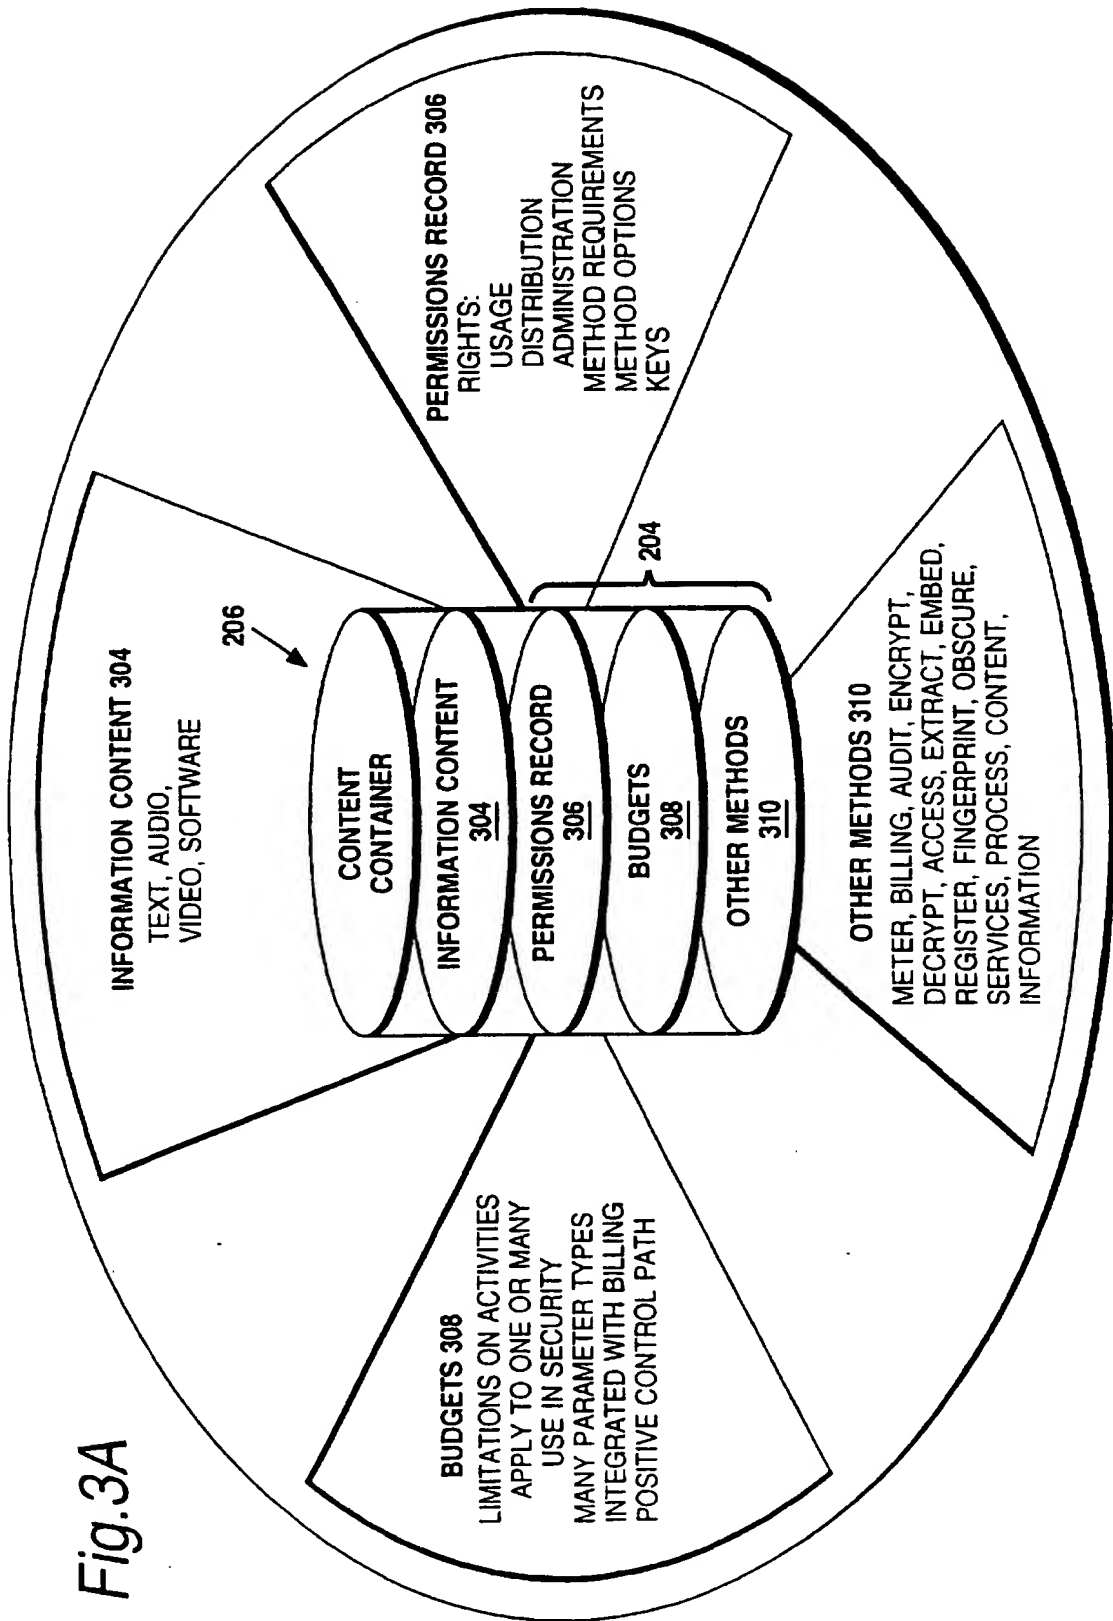 Fig.3A
INFORMATION CONTENT 304
TEXT, AUDIO,
VIDEO, SOFTWARE
206
CONTENT
CONTAINER
INFORMATION CONTENT
304
PERMISSIONS RECORD
306
BUDGETS
308
OTHER METHODS
310
204
BUDGETS 308
LIMITATIONS ON ACTIVITIES
APPLY TO ONE OR MANY
USE IN SECURITY
MANY PARAMETER TYPES
INTEGRATED WITH BILLING
POSITIVE CONTROL PATH
PERMISSIONS RECORD 306
RIGHTS:
USAGE
DISTRIBUTION
ADMINISTRATION
METHOD REQUIREMENTS
METHOD OPTIONS
KEYS
OTHER METHODS 310
METER, BILLING, AUDIT, ENCRYPT,
DECRYPT, ACCESS, EXTRACT, EMBED,
REGISTER, FINGERPRINT, OBSCURE,
SERVICES, PROCESS, CONTENT,
INFORMATION